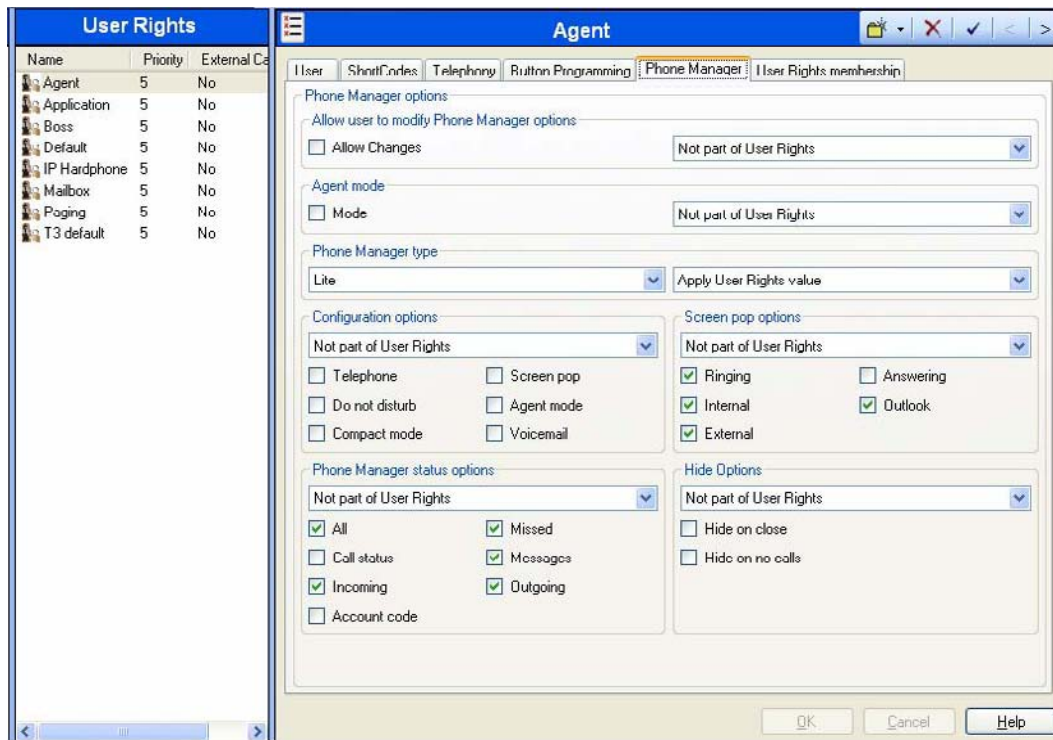 User Rights
Name Priority External Ca
Agent 5 No
Application 5 No
Boss 5 No
Default 5 No
IP Hardphone 5 No
Mailbox 5 No
Paging 5 No
T3 default 5 No
Agent
User ShortCodes Telephony Button Programming Phone Manager User Rights membership
Phone Manager options
Allow user to modify Phone Manager options
Allow Changes Not part of User Rights
Agent mode
Mode Not part of User Rights
Phone Manager type
Lite Apply User Rights value
Configuration options
Not part of User Rights
Telephone Screen pop
Do not disturb Agent mode
Compact mode Voicemail
Screen pop options
Not part of User Rights
Ringing Answering
Internal Outlook
External
Phone Manager status options
Not part of User Rights
All Missed
Call status Messages
Incoming Outgoing
Account code
Hide Options
Not part of User Rights
Hide on close
Hide on no calls
OK Cancel Help